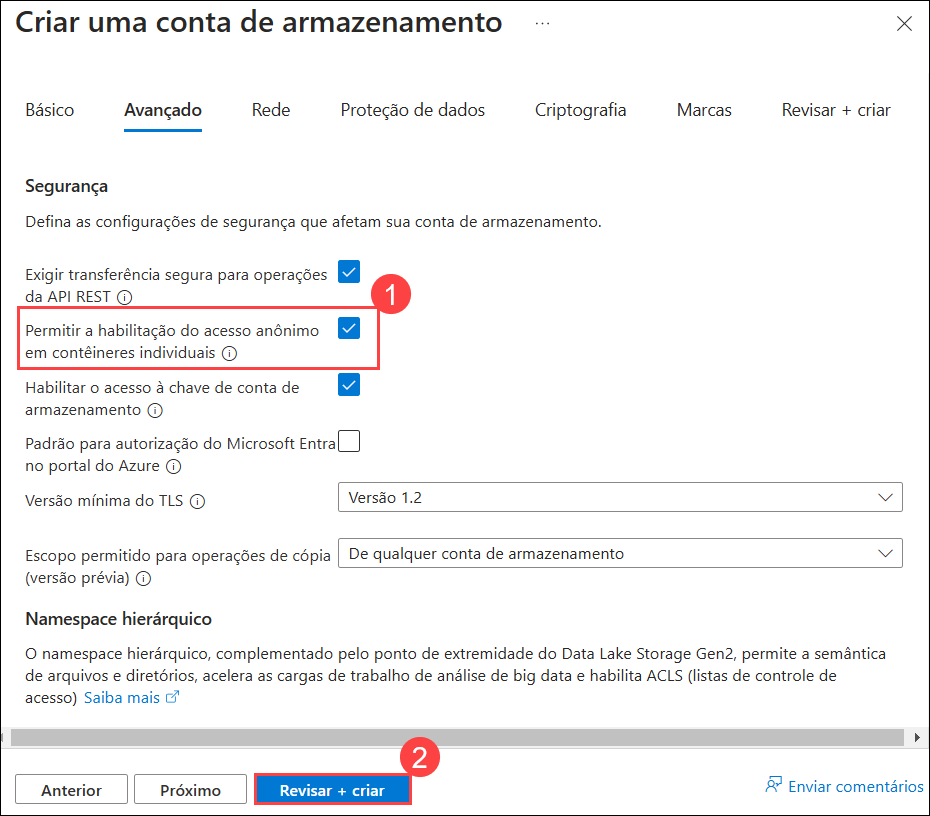 Criar uma conta de armazenamento ...
Básico Avançado Rede Proteção de dados Criptografia Marcas Revisar + criar
Segurança
Defina as configurações de segurança que afetam sua conta de armazenamento.
Exigir transferência segura para operações
da API REST
1
Permitir a habilitação do acesso anônimo
em contêineres individuais
Habilitar o acesso à chave de conta de
armazenamento
Padrão para autorização do Microsoft Entra
no portal do Azure
Versão mínima do TLS Versão 1.2
Escopo permitido para operações de cópia De qualquer conta de armazenamento
(versão prévia)
Namespace hierárquico
O namespace hierárquico, complementado pelo ponto de extremidade do Data Lake Storage Gen2, permite a semântica
de arquivos e diretórios, acelera as cargas de trabalho de análise de big data e habilita ACLS (listas de controle de
acesso) Saiba mais
2
Anterior Próximo Revisar + criar Enviar comentários